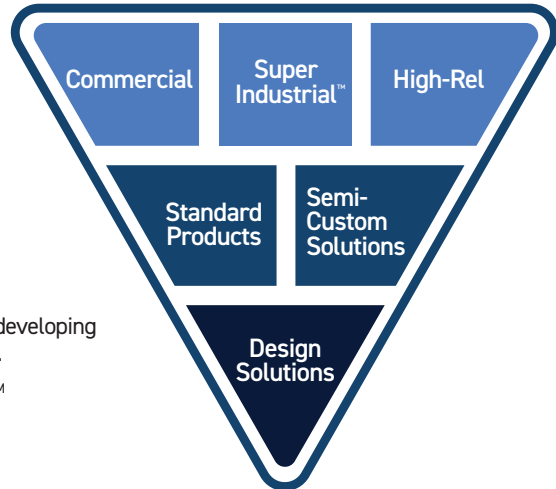 Commercial
Super
Industrial™
High-Rel
Standard
Products
Semi-
Custom
Solutions
developing
Design
Solutions